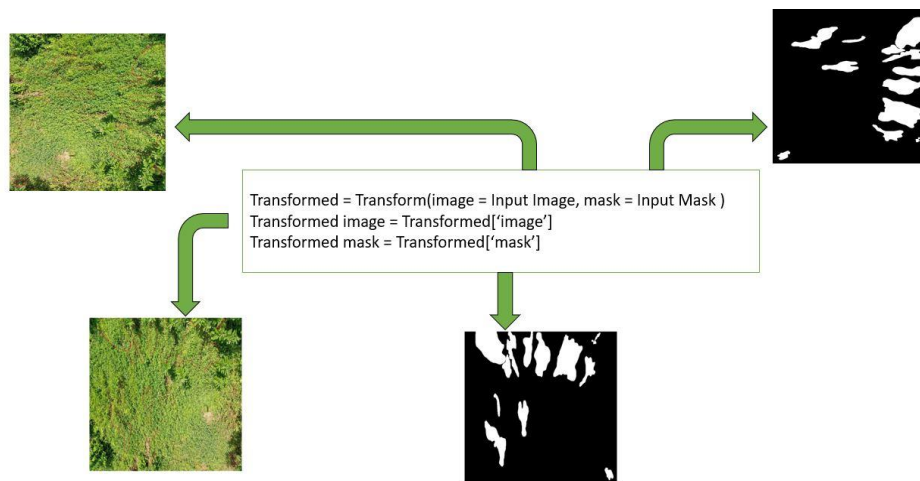 Transformed = Transform(image = Input Image, mask = Input Mask )
Transformed image = Transformed[‘image’]
Transformed mask = Transformed[‘mask’]